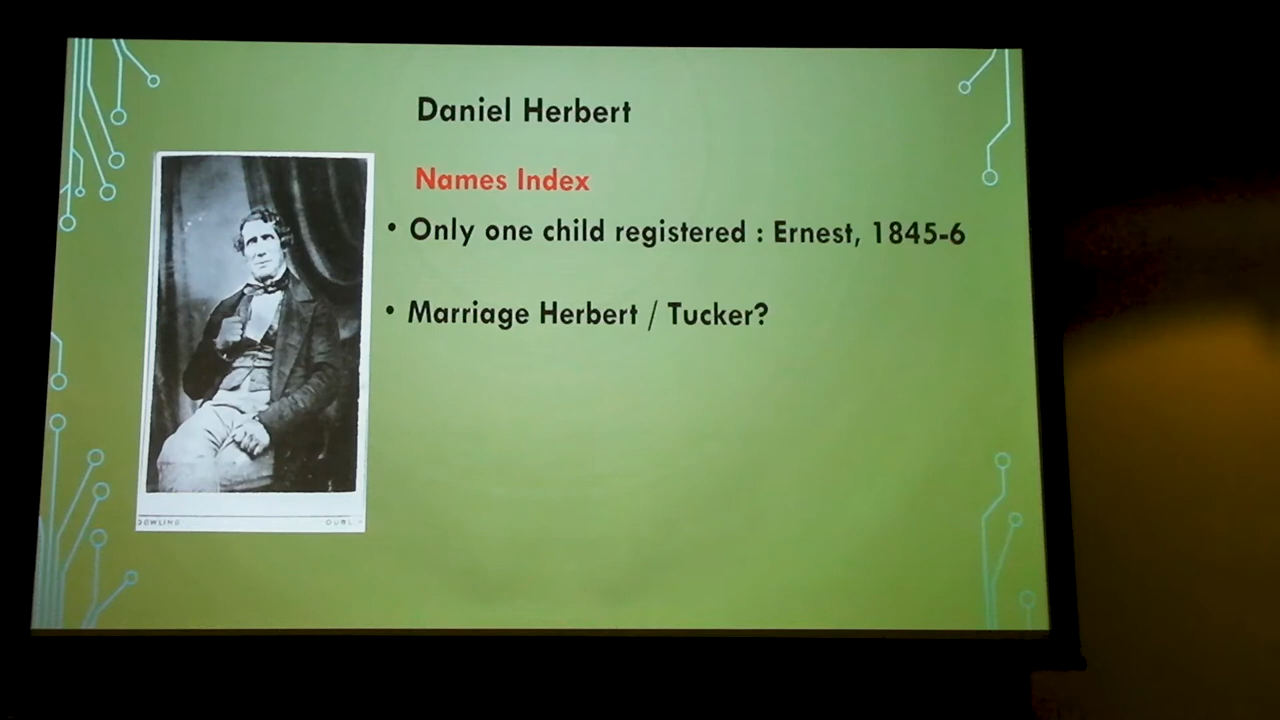 Daniel Herbert
Names Index
• Only one child registered : Ernest, 1845-6
• Marriage Herbert / Tucker?
DOWLING